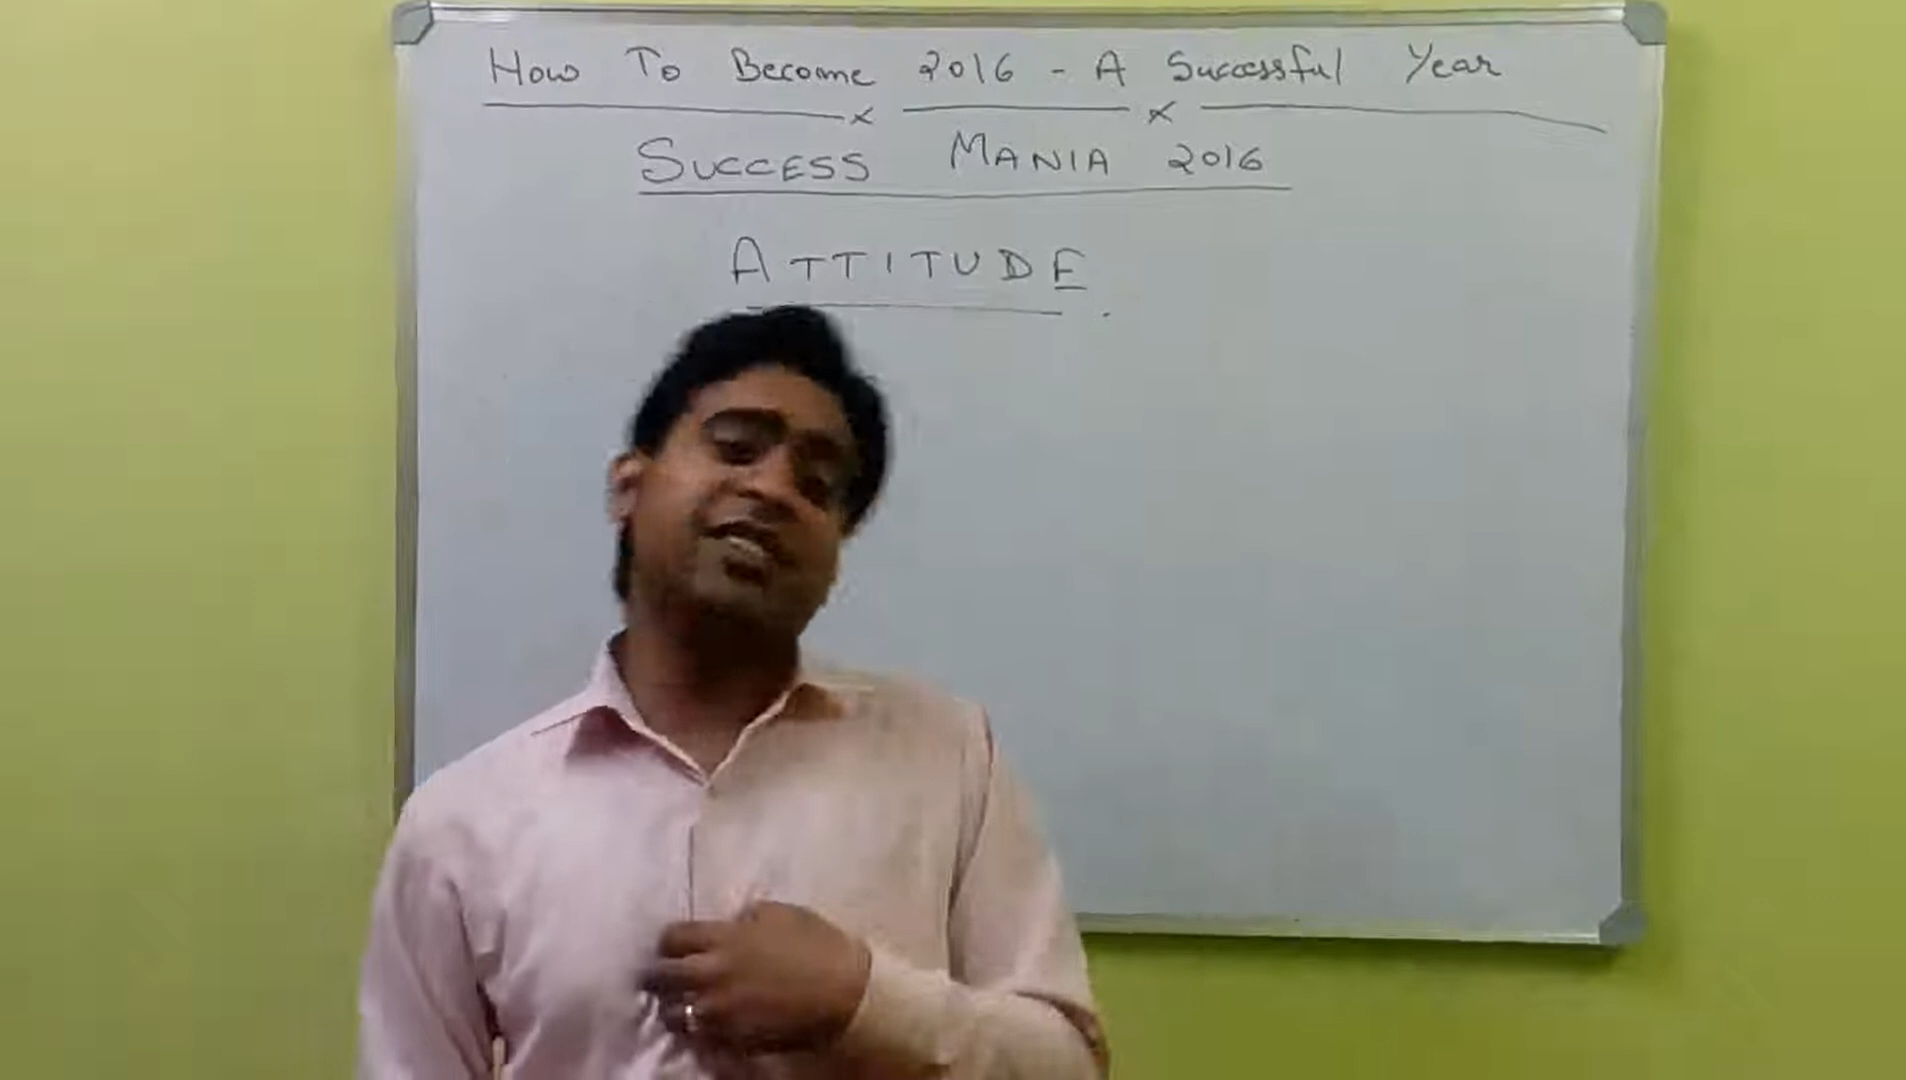 How To Become 2016 - A Successful Year
SUCCESS MANIA 2016
ATTITUDE.